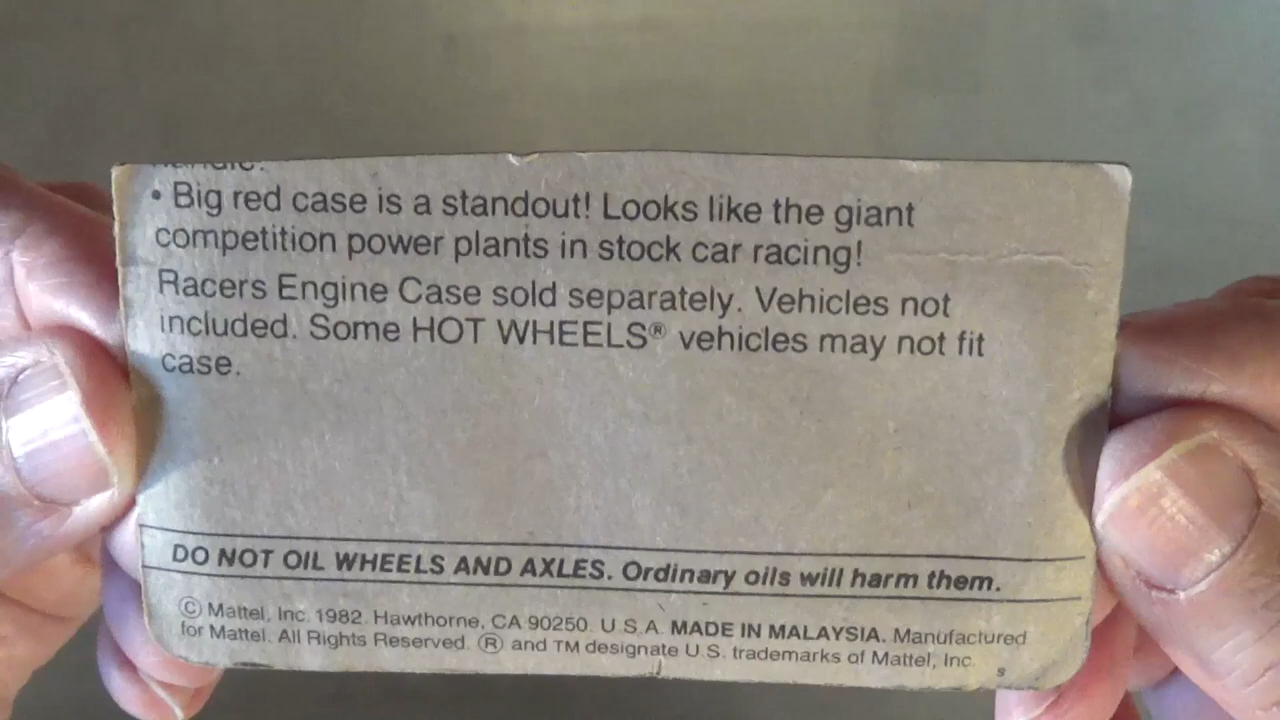 • Big red case is a standout! Looks like the giant
competition power plants in stock car racing!
Racers Engine Case sold separately. Vehicles not
included. Some HOT WHEELS® vehicles may not fit
case.
DO NOT OIL WHEELS AND AXLES. Ordinary oils will harm them.
© Mattel, Inc. 1982. Hawthorne, CA 90250. U.S.A. MADE IN MALAYSIA. Manufactured
for Mattel. All Rights Reserved. ® and TM designate U.S. trademarks of Mattel, Inc.
s